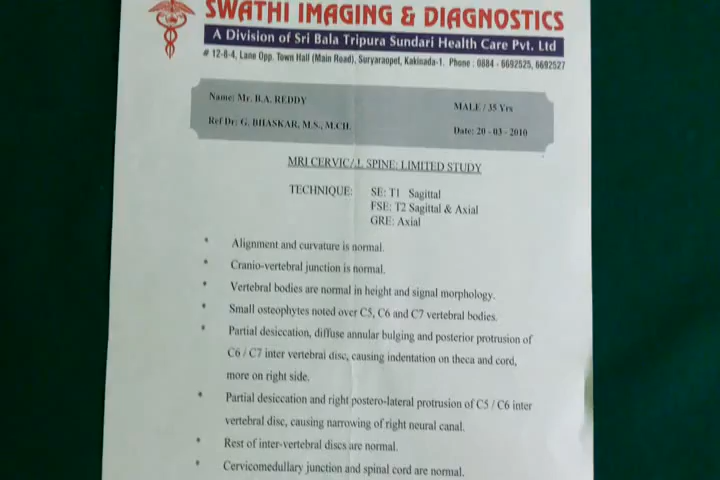 SWATHI IMAGING & DIAGNOSTICS
A Division of Sri Bala Tripura Sundari Health Care Pvt. Ltd
# 12-8-4, Lane Opp. Town Hall (Main Road), Suryaraopet, Kakinada-1. Phone : 0884 - 6692525, 6692527
Name: Mr. B.A. REDDY
MALE / 35 Yrs
Ref Dr: G. BHASKAR, M.S., M.CH.
Date: 20 - 03 - 2010
MRI CERVICAL SPINE: LIMITED STUDY
TECHNIQUE: SE: T1 Sagittal
FSE: T2 Sagittal & Axial
GRE: Axial
* Alignment and curvature is normal.
* Cranio-vertebral junction is normal.
* Vertebral bodies are normal in height and signal morphology.
* Small osteophytes noted over C5, C6 and C7 vertebral bodies.
* Partial desiccation, diffuse annular bulging and posterior protrusion of
C6 / C7 inter vertebral disc, causing indentation on theca and cord,
more on right side.
* Partial desiccation and right postero-lateral protrusion of C5 / C6 inter
vertebral disc, causing narrowing of right neural canal.
* Rest of inter-vertebral discs are normal.
* Cervicomedullary junction and spinal cord are normal.